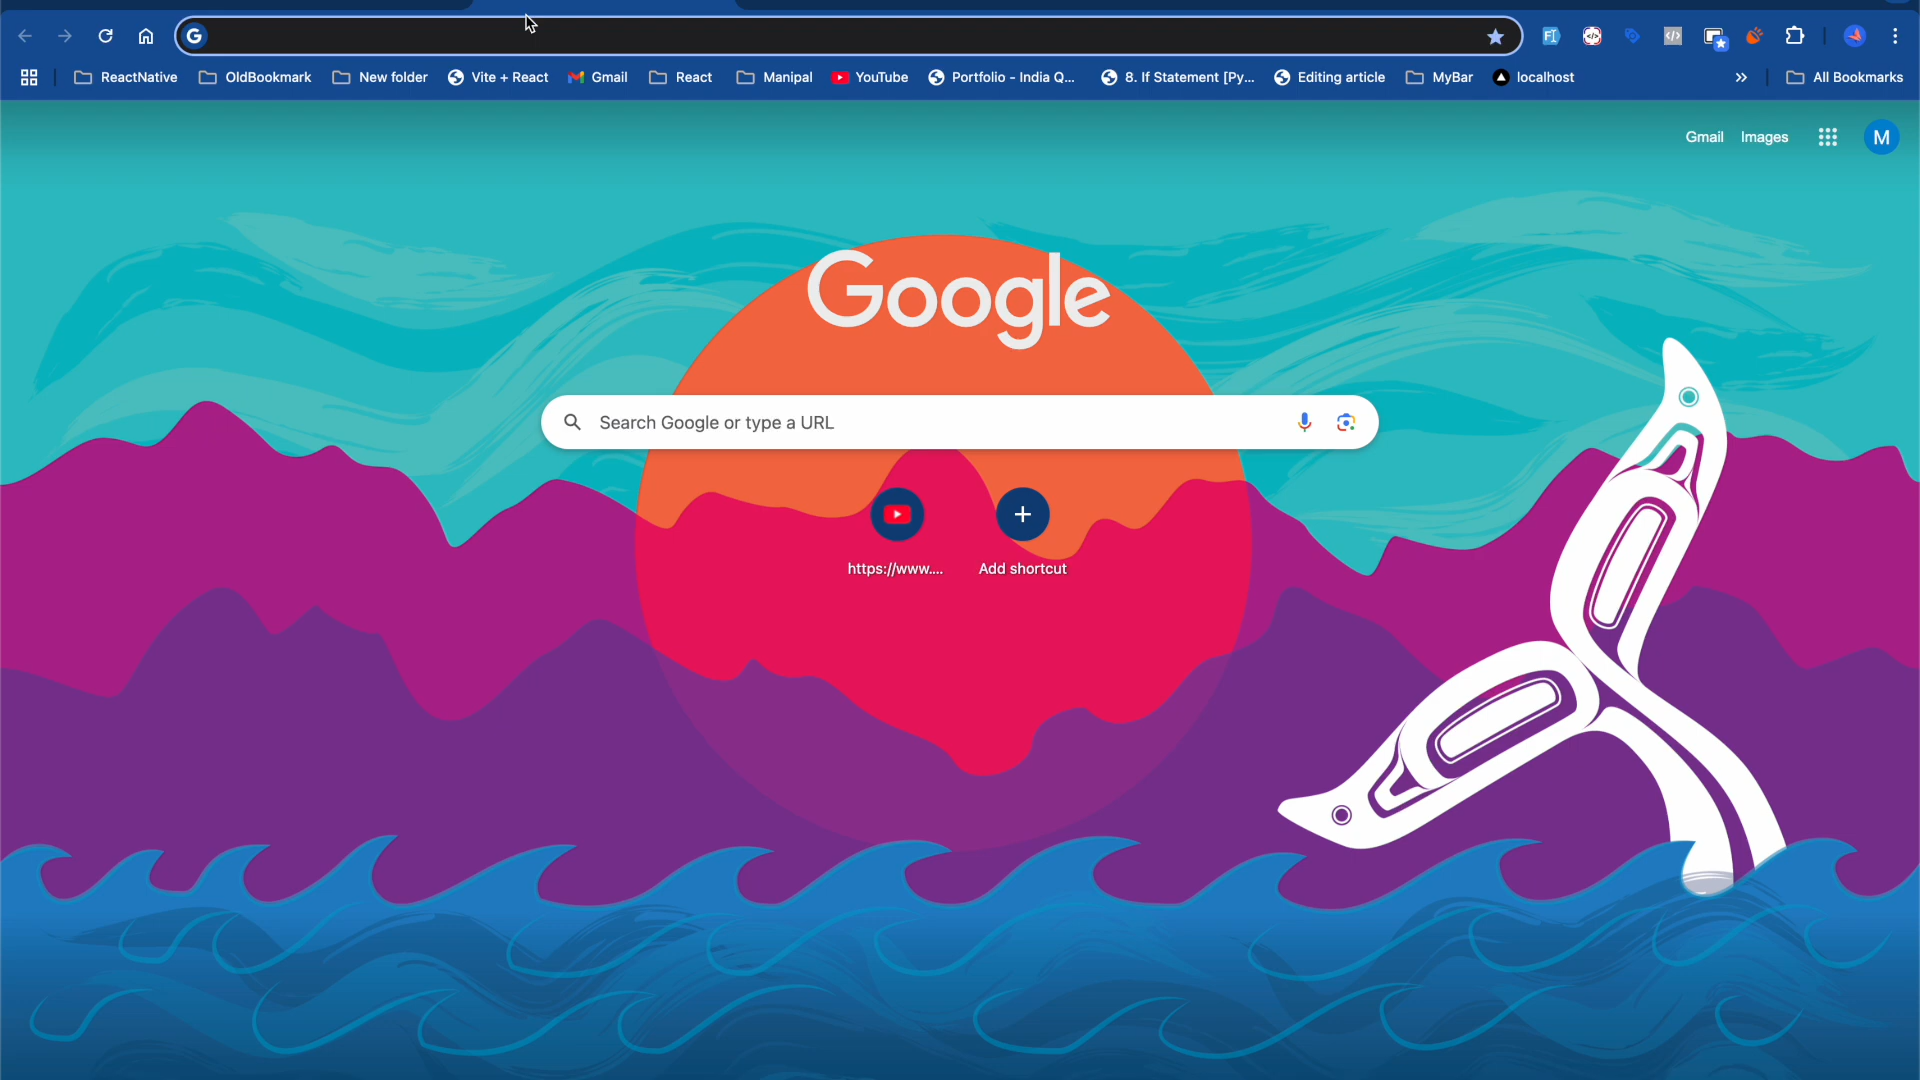 ReactNative OldBookmark New folder Vite + React Gmail React Manipal YouTube Portfolio - India Q... 8. If Statement [Py... Editing article MyBar localhost » All Bookmarks
Gmail Images M
Google
Search Google or type a URL
https://www.... Add shortcut